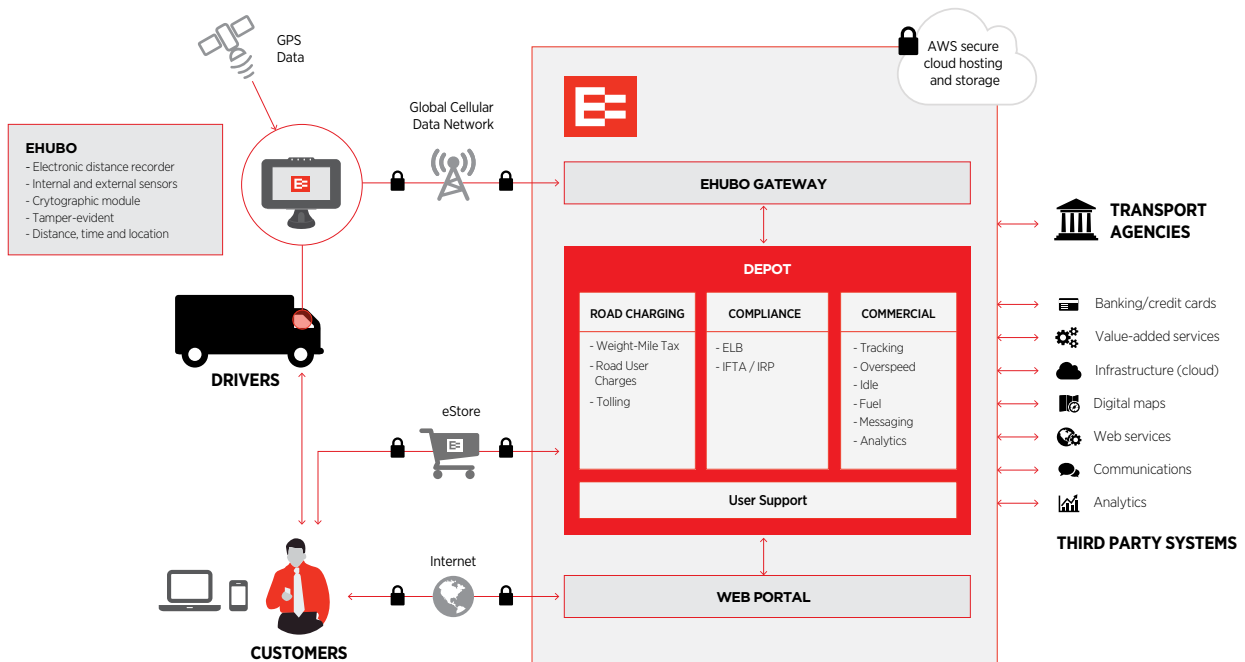 GPS
Data
AWS secure
cloud hosting
and storage
Global Cellular
Data Network
EHUBO
- Electronic distance recorder
- Internal and external sensors
- Crytographic module
- Tamper-evident
- Distance, time and location
EHUBO GATEWAY
TRANSPORT
AGENCIES
DEPOT
ROAD CHARGING
- Weight-Mile Tax
- Road User
Charges
- Tolling
COMPLIANCE
- ELB
- IFTA / IRP
COMMERCIAL
- Tracking
- Overspeed
- Idle
- Fuel
- Messaging
- Analytics
User Support
DRIVERS
eStore
Banking/credit cards
Value-added services
Infrastructure (cloud)
Digital maps
Web services
Communications
Analytics
THIRD PARTY SYSTEMS
Internet
WEB PORTAL
CUSTOMERS